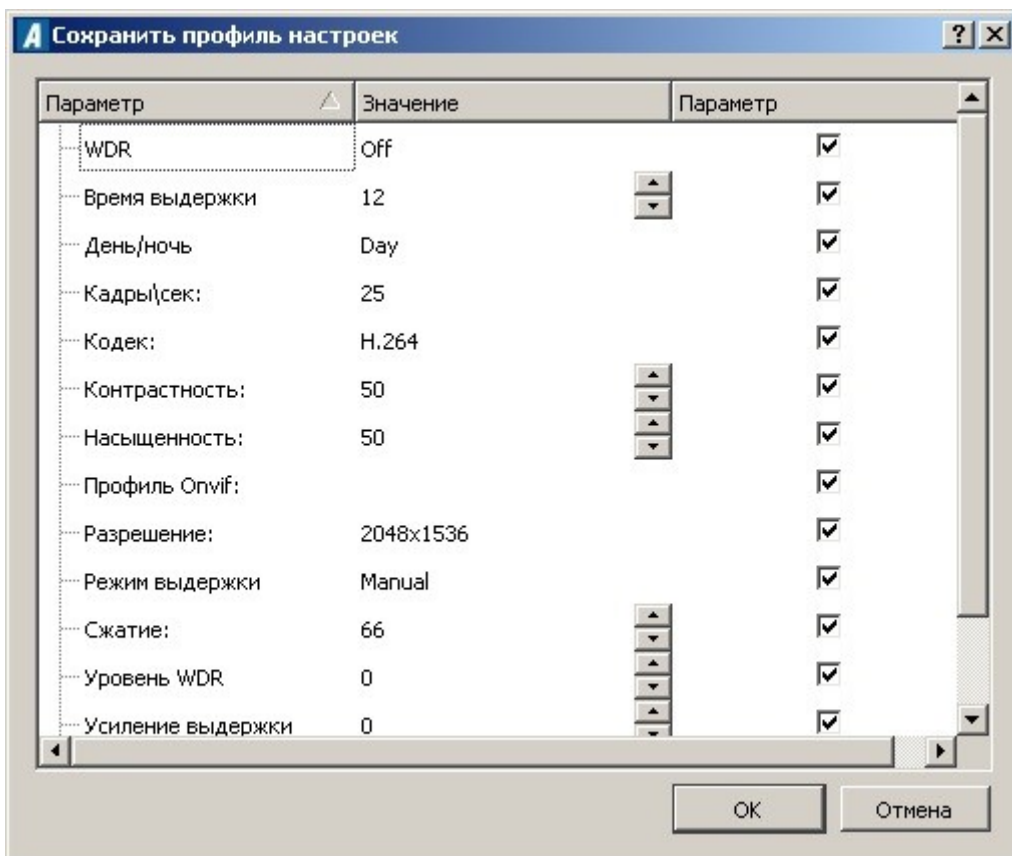 A Сохранить профиль настроек ? X
Параметр Значение Параметр
WDR Off
Время выдержки 12
День/ночь Day
Кадры\сек: 25
Кодек: H.264
Контрастность: 50
Насыщенность: 50
Профиль Onvif:
Разрешение: 2048x1536
Режим выдержки Manual
Сжатие: 66
Уровень WDR 0
Усиление выдержки 0
OK Отмена